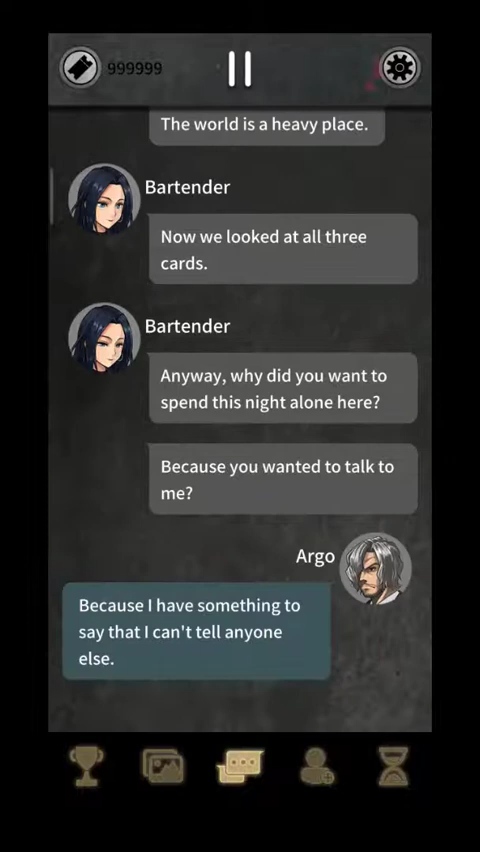 999999
The world is a heavy place.
Bartender
Now we looked at all three
cards.
Bartender
Anyway, why did you want to
spend this night alone here?
Because you wanted to talk to
me?
Argo
Because I have something to
say that I can't tell anyone
else.